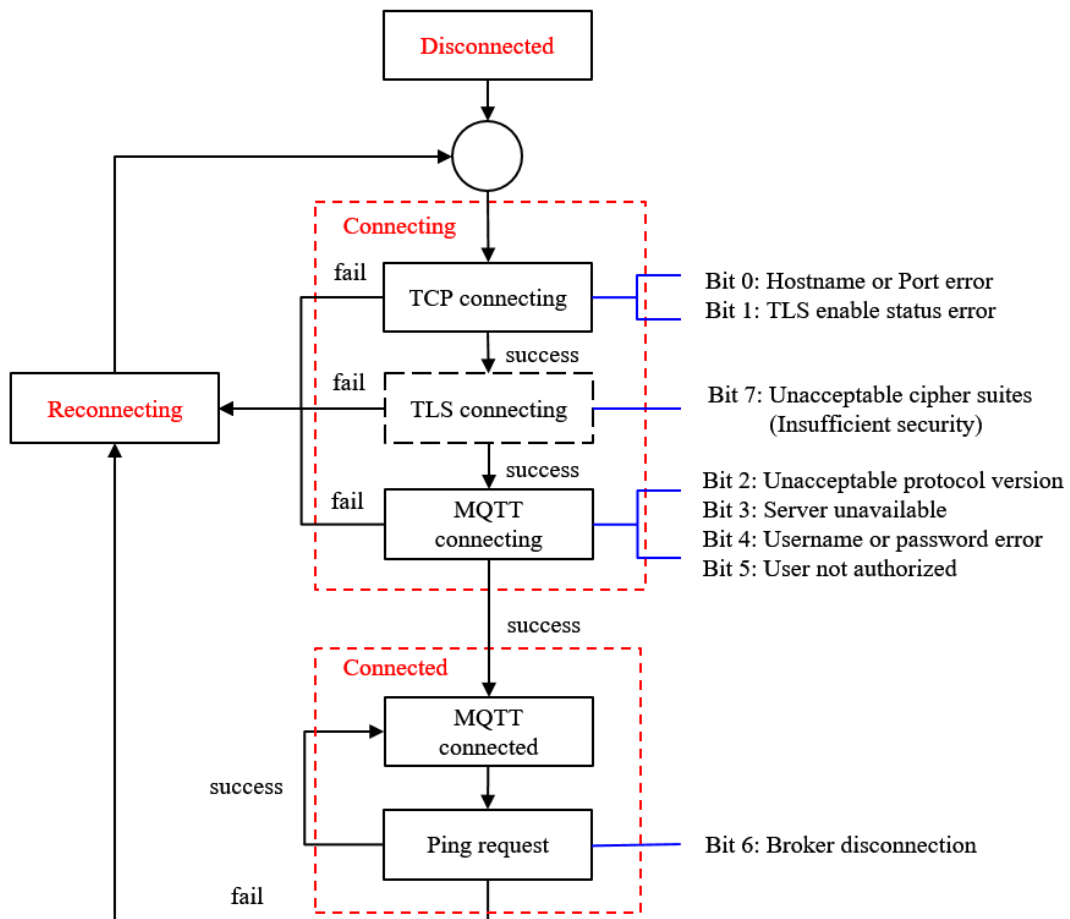 Disconnected
Connecting
fail
TCP connecting
Bit 0: Hostname or Port error
Bit 1: TLS enable status error
success
Reconnecting
fail
TLS connecting
Bit 7: Unacceptable cipher suites
(Insufficient security)
success
fail
MQTT
connecting
Bit 2: Unacceptable protocol version
Bit 3: Server unavailable
Bit 4: Username or password error
Bit 5: User not authorized
success
Connected
MQTT
connected
success
Ping request
Bit 6: Broker disconnection
fail